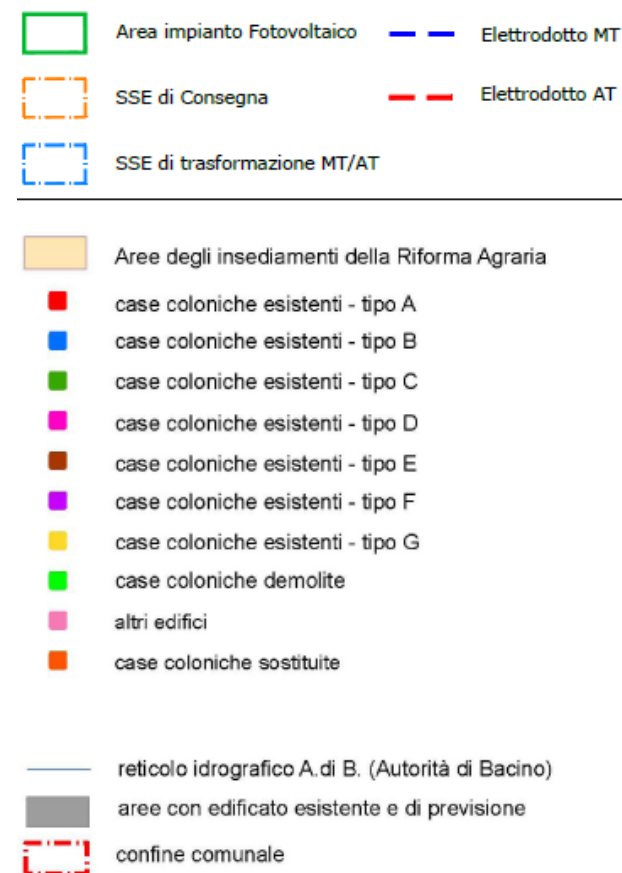 Area impianto Fotovoltaico
Elettrodotto MT
SSE di Consegna
Elettrodotto AT
SSE di trasformazione MT/AT
Aree degli insediamenti della Riforma Agraria
case coloniche esistenti - tipo A
case coloniche esistenti - tipo B
case coloniche esistenti - tipo C
case coloniche esistenti - tipo D
case coloniche esistenti - tipo E
case coloniche esistenti - tipo F
case coloniche esistenti - tipo G
case coloniche demolite
altri edifici
case coloniche sostituite
reticolo idrografico A.di B. (Autorità di Bacino)
aree con edificato esistente e di previsione
confine comunale